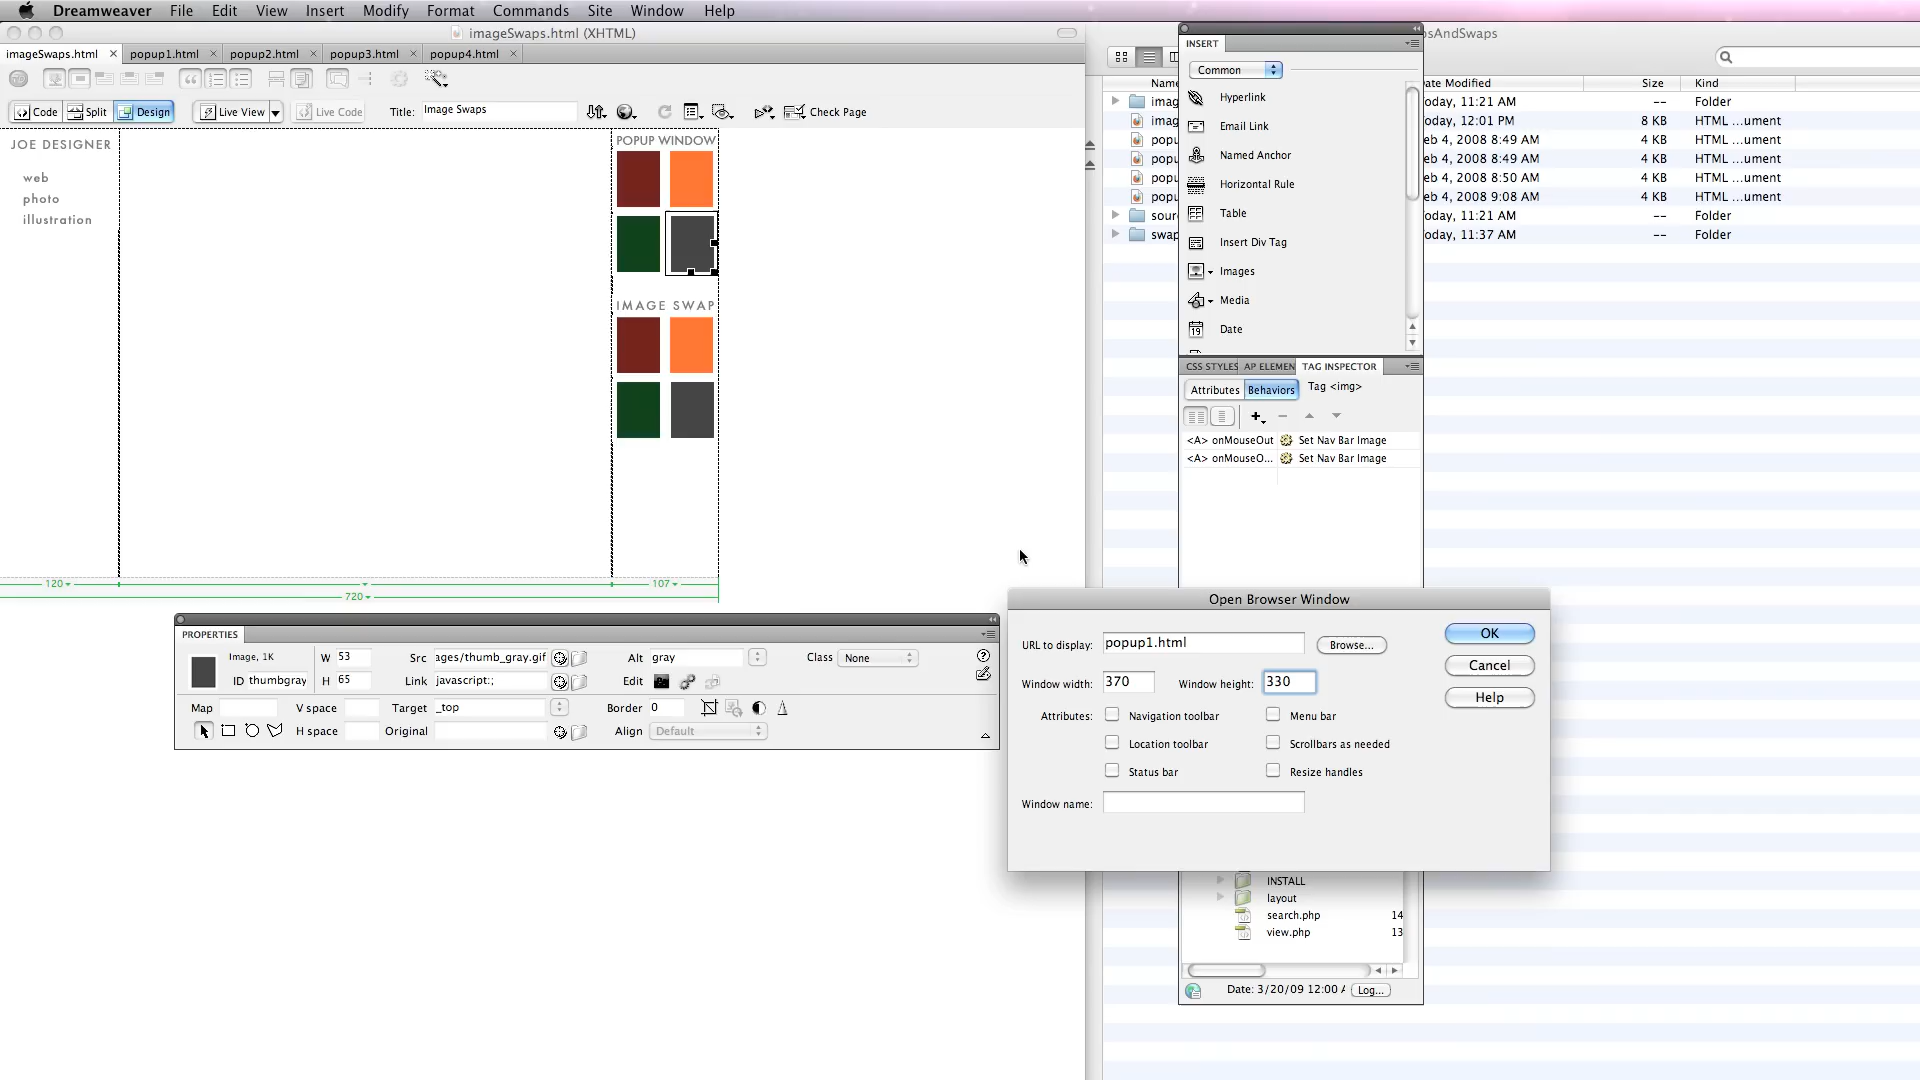 Dreamweaver File Edit View Insert Modify Format Commands Site Window Help
imageSwaps.html (XHTML)
sAndSwaps
imageSwaps.html popup1.html popup2.html popup3.html popup4.html
Code Split Design Live View Live Code Title: Image Swaps Check Page
JOE DESIGNER
web
photo
illustration
POPUP WINDOW
IMAGE SWAP
120
107
720
PROPERTIES
Image, 1K W 53 Src ages/thumb_gray.gif Alt gray Class None
ID thumbgray H 65 Link javascript:; Edit
Map V space Target _top Border 0
H space Original Align Default
INSERT
Common
Hyperlink
Email Link
Named Anchor
Horizontal Rule
Table
Insert Div Tag
Images
Media
19 Date
CSS STYLES AP ELEMEN TAG INSPECTOR
Attributes Behaviors Tag <img>
<A> onMouseOut Set Nav Bar Image
<A> onMouseO... Set Nav Bar Image
Name ate Modified Size Kind
imag oday, 11:21 AM -- Folder
imag oday, 12:01 PM 8 KB HTML ...ument
popu eb 4, 2008 8:49 AM 4 KB HTML ...ument
popu eb 4, 2008 8:49 AM 4 KB HTML ...ument
popu eb 4, 2008 8:50 AM 4 KB HTML ...ument
popu eb 4, 2008 9:08 AM 4 KB HTML ...ument
sour oday, 11:21 AM -- Folder
swap oday, 11:37 AM -- Folder
Open Browser Window
URL to display: popup1.html Browse... OK
Window width: 370 Window height: 330 Cancel
Attributes: Navigation toolbar Menu bar Help
Location toolbar Scrollbars as needed
Status bar Resize handles
Window name:
INSTALL
layout
search.php 14
view.php 13
Date: 3/20/09 12:00 A Log...